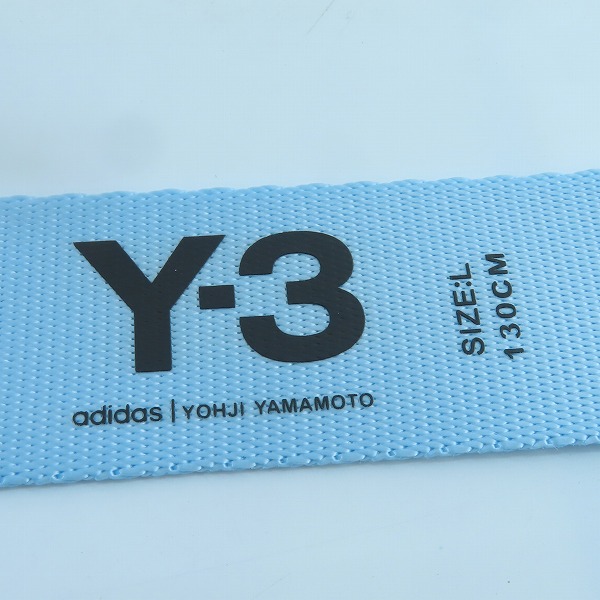 Y-3
adidas | YOHJI YAMAMOTO
SIZE:L
130CM